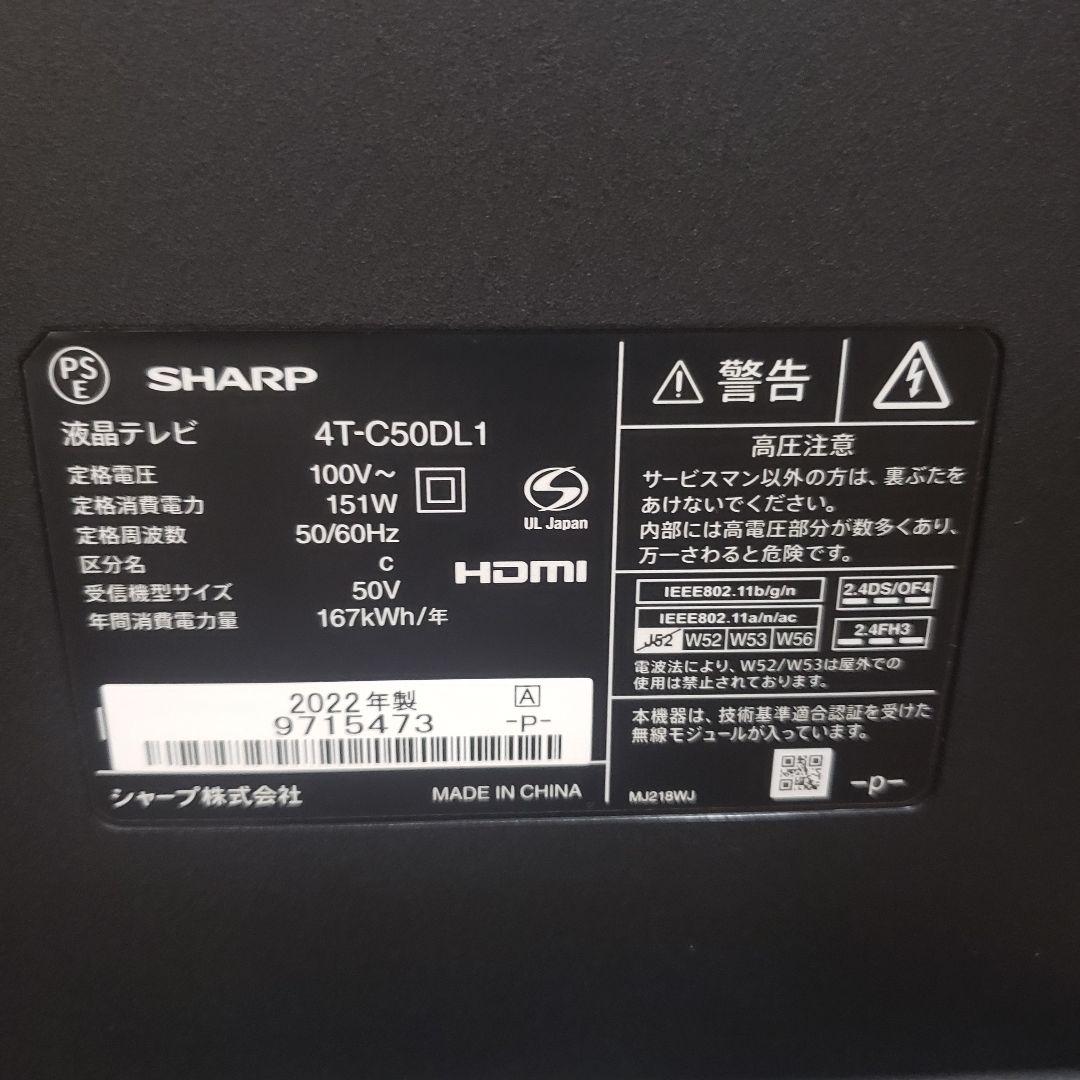 PS
E
SHARP
液晶テレビ 4T-C50DL1
定格電圧 100V～
定格消費電力 151W
定格周波数 50/60Hz
区分名 C
受信機型サイズ 50V
年間消費電力量 167kWh/年
S
UL Japan
HDMI
2022年製 A
9715473 -P-
シャープ株式会社 MADE IN CHINA
警告
高圧注意
サービスマン以外の方は、裏ぶたを
あけないでください。
内部には高電圧部分が数多くあり、
万一さわると危険です。
IEEE802.11b/g/n 2.4DS/OF4
IEEE802.11a/n/ac
J52 W52 W53 W56 2.4FH3
電波法により、W52/W53は屋外での
使用は禁止されております。
本機器は、技術基準適合認証を受けた
無線モジュールが入っています。
MJ218WJ -p-